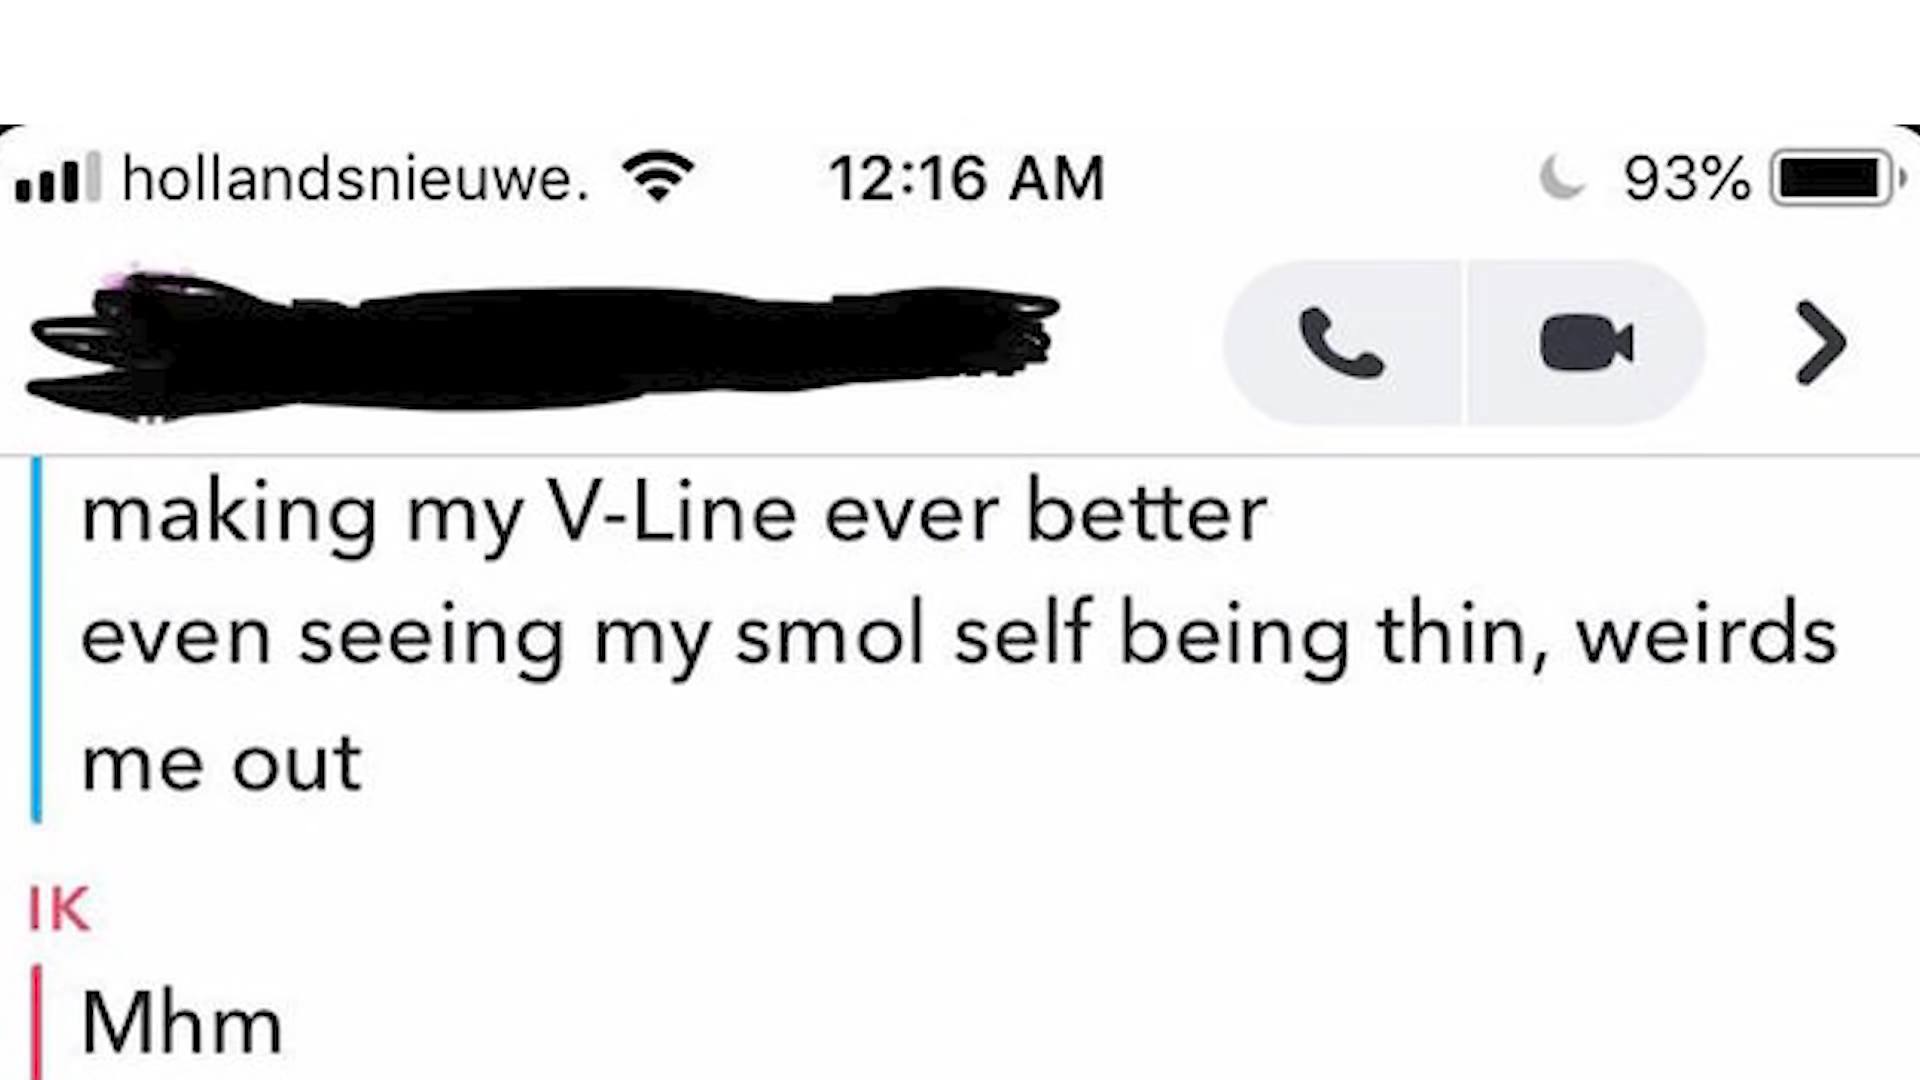 hollandsnieuwe. 12:16 AM 93%
making my V-Line ever better
even seeing my smol self being thin, weirds
me out
IK
Mhm